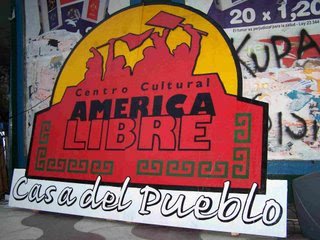 20 x 1,20
Centro Cultural
AMERICA
LIBRE
Casa del Pueblo